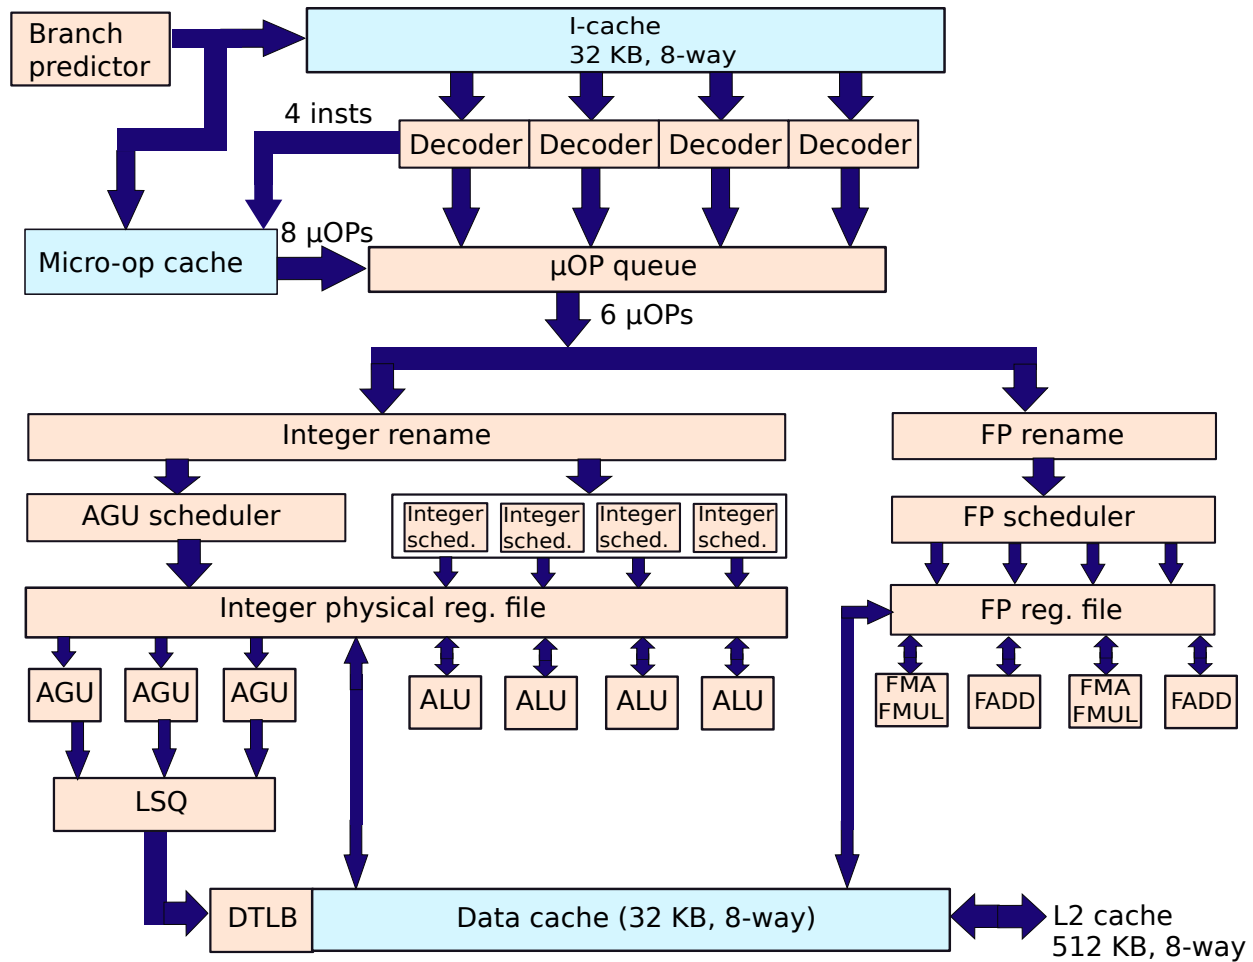 Branch
predictor
I-cache
32 KB, 8-way
4 insts
Decoder
Decoder
Decoder
Decoder
8 µOPs
Micro-op cache
µOP queue
6 µOPs
Integer rename
FP rename
AGU scheduler
Integer
sched.
Integer
sched.
Integer
sched.
Integer
sched.
FP scheduler
Integer physical reg. file
FP reg. file
AGU
AGU
AGU
ALU
ALU
ALU
ALU
FMA
FMUL
FADD
FMA
FMUL
FADD
LSQ
DTLB
Data cache (32 KB, 8-way)
L2 cache
512 KB, 8-way